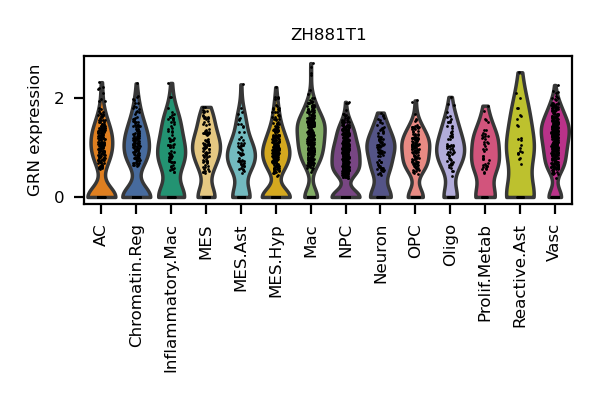 ZH881T1
GRN expression
2
0
AC
Chromatin.Reg
Inflammatory.Mac
MES
MES.Ast
MES.Hyp
Mac
NPC
Neuron
OPC
Oligo
Prolif.Metab
Reactive.Ast
Vasc